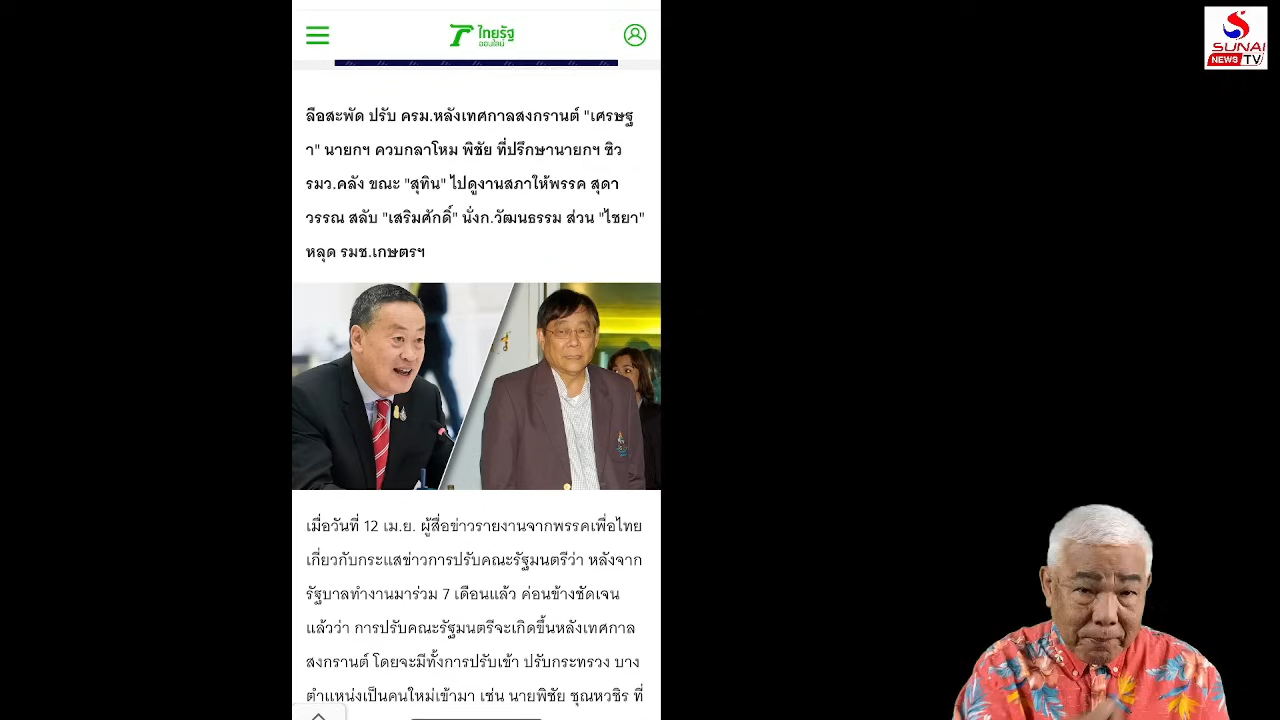 ไทยรัฐ
ออนไลน์
SUNAI
NEWS TV
ลือสะพัด ปรับ ครม.หลังเทศกาลสงกรานต์ "เศรษฐ
า" นายกฯ ควบกลาโหม พิชัย ที่ปรึกษานายกฯ ซิว
รมว.คลัง ขณะ "สุทิน" ไปดูงานสภาให้พรรค สุดา
วรรณ สลับ "เสริมศักดิ์" นั่งก.วัฒนธรรม ส่วน "ไชยา"
หลุด รมช.เกษตรฯ
เมื่อวันที่ 12 เม.ย. ผู้สื่อข่าวรายงานจากพรรคเพื่อไทย
เกี่ยวกับกระแสข่าวการปรับคณะรัฐมนตรีว่า หลังจาก
รัฐบาลทำงานมาร่วม 7 เดือนแล้ว ค่อนข้างชัดเจน
แล้วว่า การปรับคณะรัฐมนตรีจะเกิดขึ้นหลังเทศกาล
สงกรานต์ โดยจะมีทั้งการปรับเข้า ปรับกระทรวง บาง
ตำแหน่งเป็นคนใหม่เข้ามา เช่น นายพิชัย ชุณหวชิร ที่